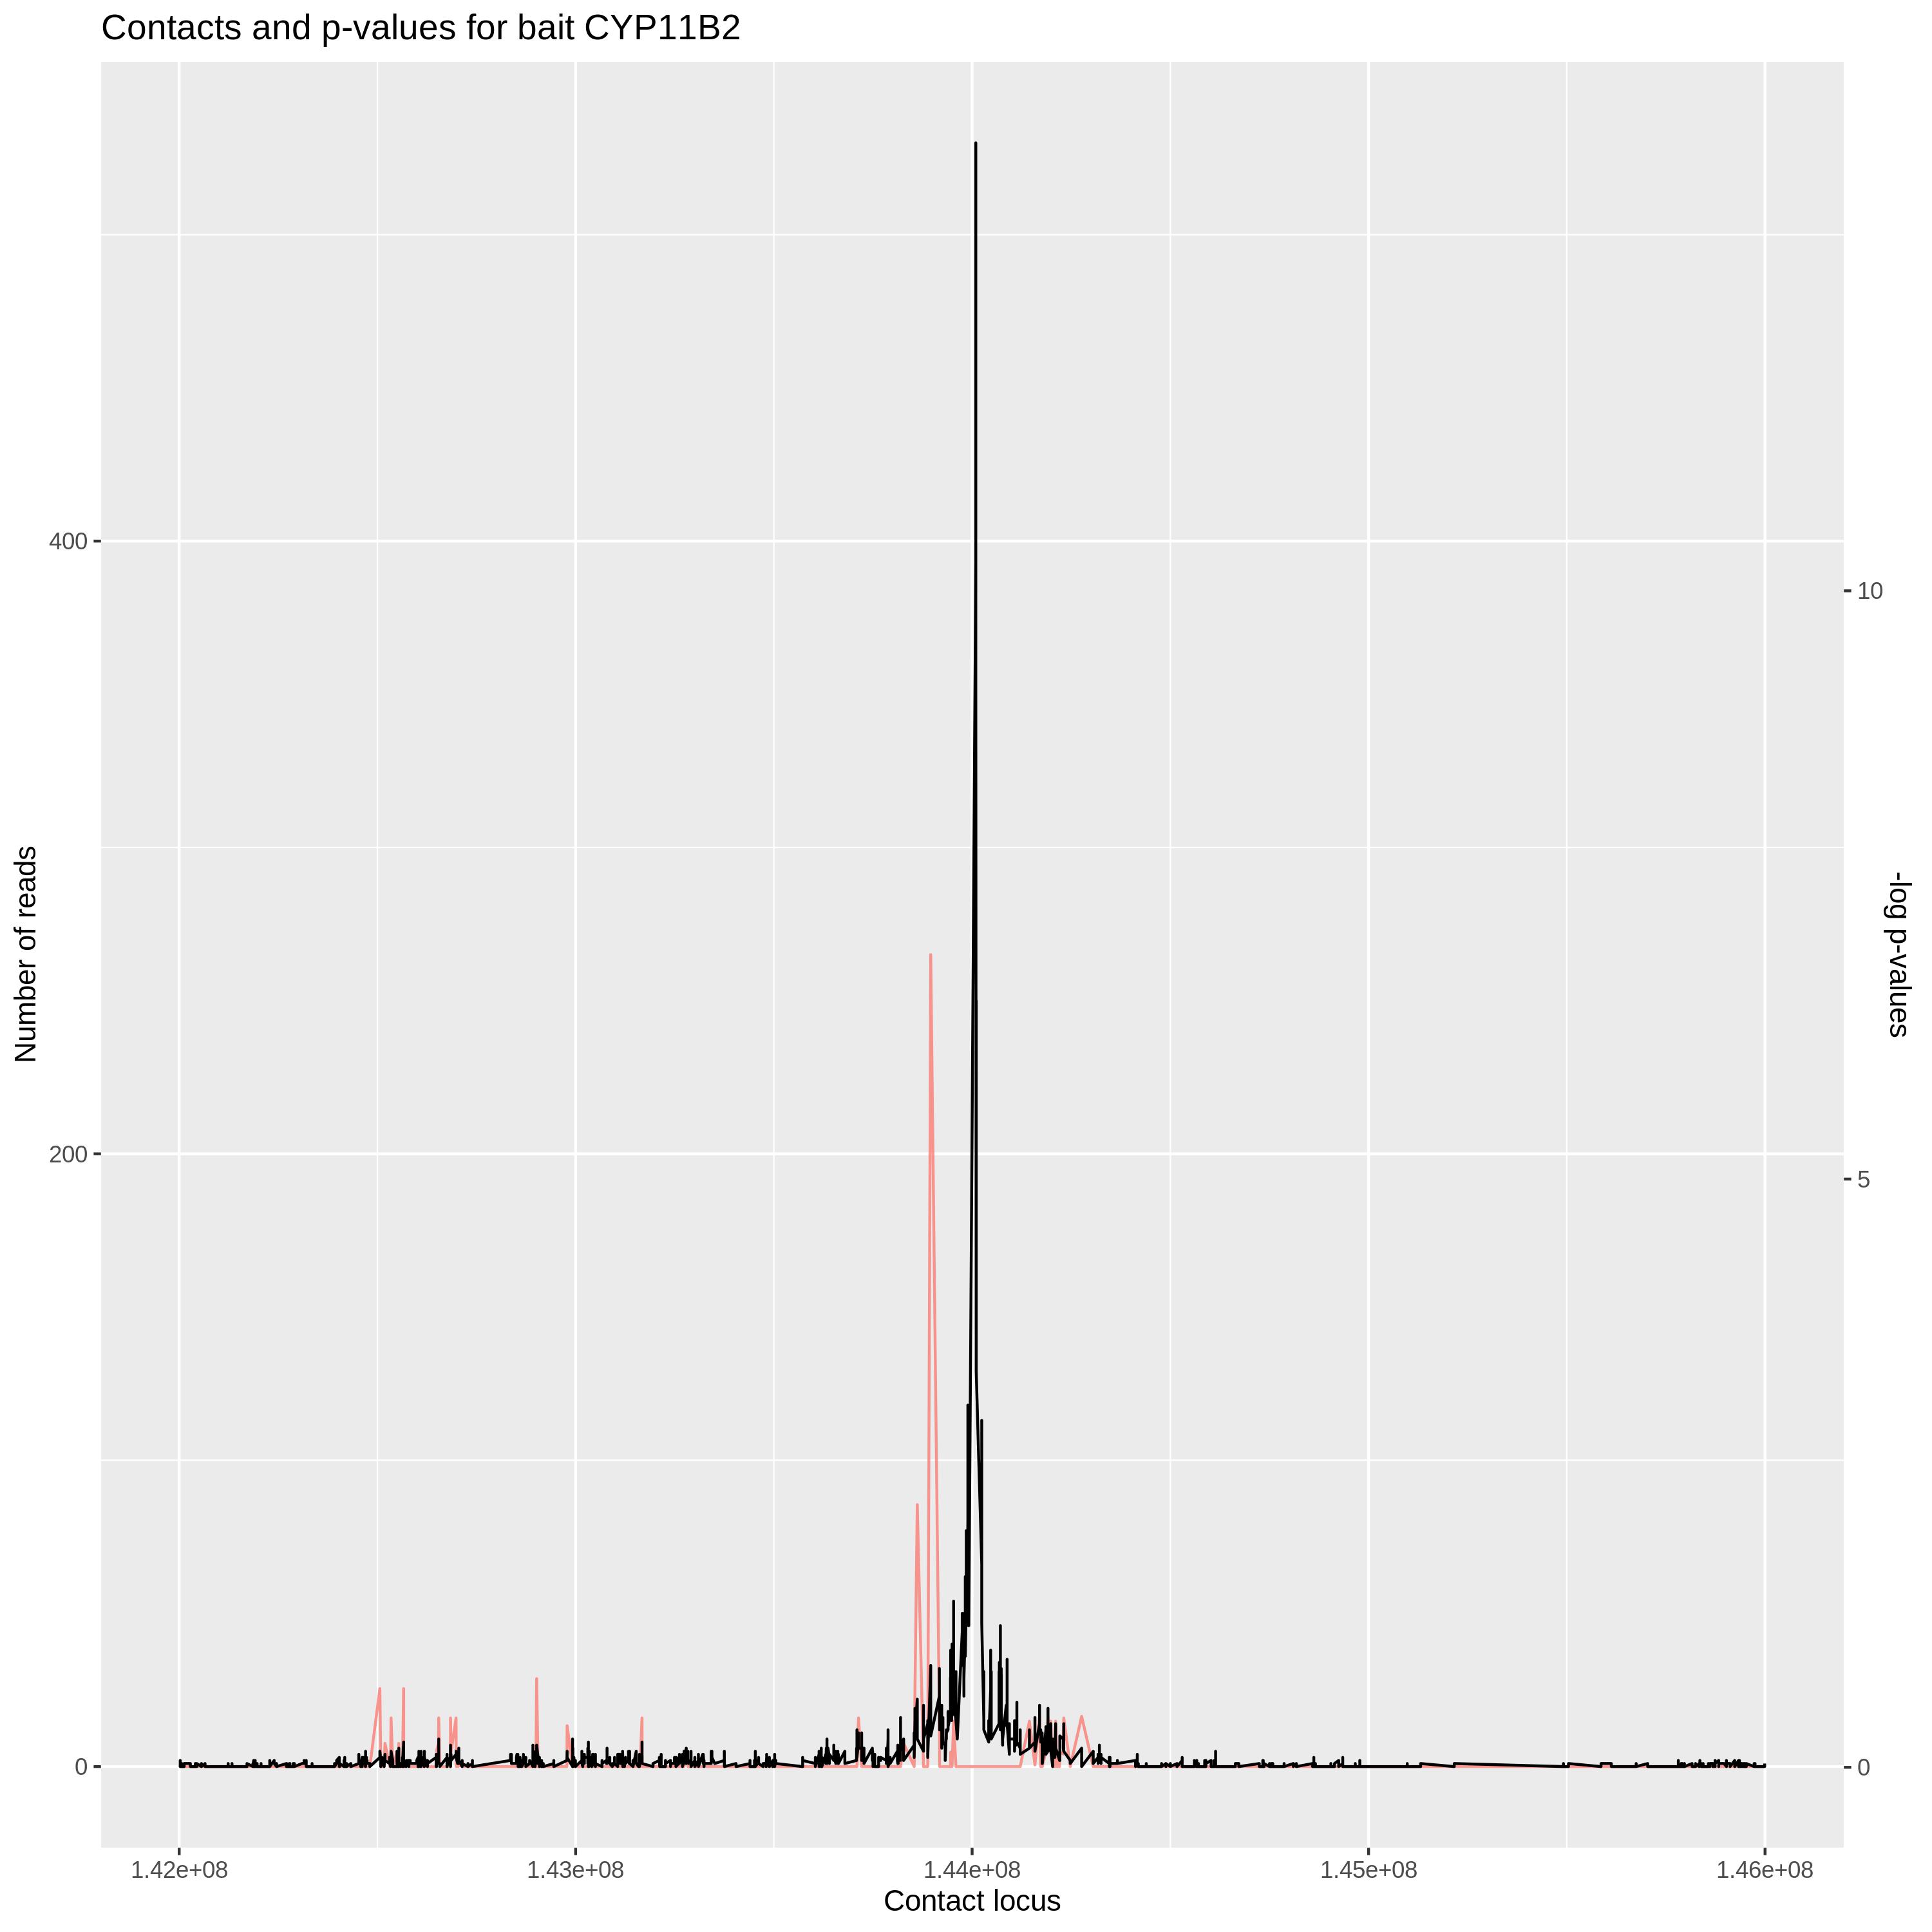 Contacts and p-values for bait CYP11B2
Number of reads
400
200
0
10
5
0
-log p-values
1.42e+08
1.43e+08
1.44e+08
1.45e+08
1.46e+08
Contact locus